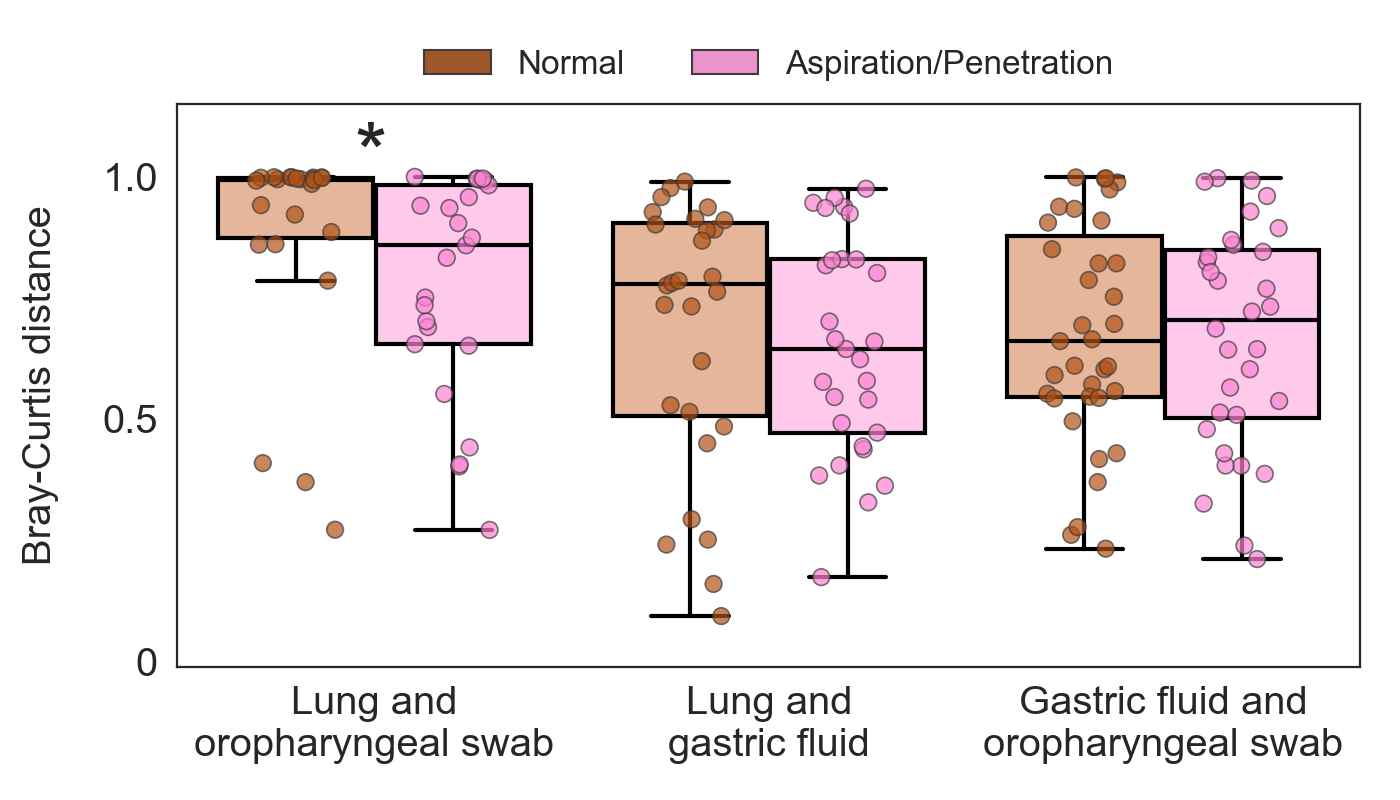 Normal
Aspiration/Penetration
*
Bray-Curtis distance
1.0
0.5
0
Lung and
oropharyngeal swab
Lung and
gastric fluid
Gastric fluid and
oropharyngeal swab